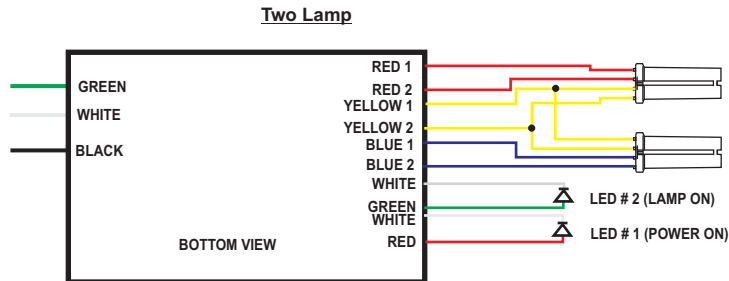 Two Lamp
GREEN
WHITE
BLACK
BOTTOM VIEW
RED 1
RED 2
YELLOW 1
YELLOW 2
BLUE 1
BLUE 2
WHITE
GREEN
WHITE
RED
LED # 2 (LAMP ON)
LED # 1 (POWER ON)